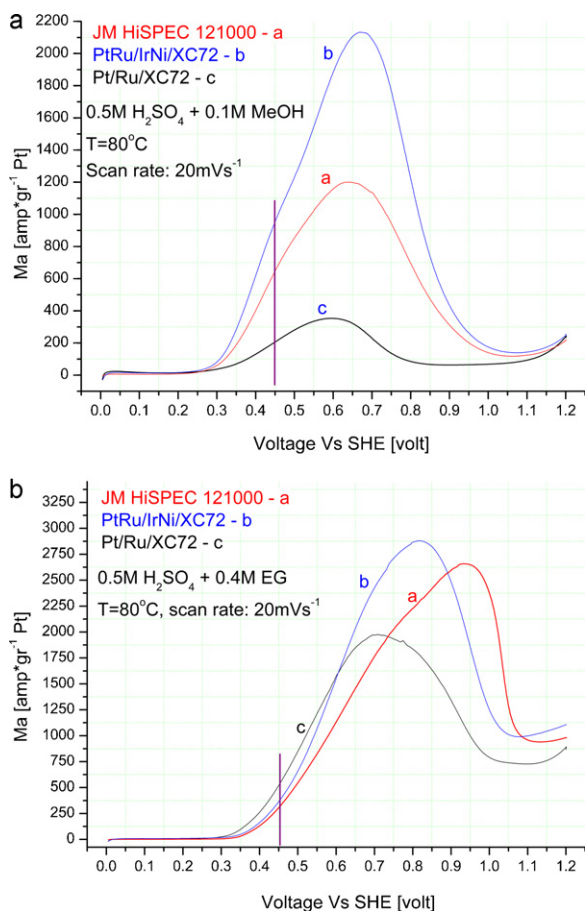 a
JM HiSPEC 121000 - a
PtRu/IrNi/XC72 - b
Pt/Ru/XC72 - c
0.5M H₂SO₄ + 0.1M MeOH
T=80°C
Scan rate: 20mVs⁻¹
b
a
c
2200
2000
1800
1600
1400
1200
1000
800
600
400
200
0
Ma [amp*gr⁻¹ Pt]
0.0 0.1 0.2 0.3 0.4 0.5 0.6 0.7 0.8 0.9 1.0 1.1 1.2
Voltage Vs SHE [volt]
b
JM HiSPEC 121000 - a
PtRu/IrNi/XC72 - b
Pt/Ru/XC72 - c
0.5M H₂SO₄ + 0.4M EG
T=80°C, scan rate: 20mVs⁻¹
b
a
c
3250
3000
2750
2500
2250
2000
1750
1500
1250
1000
750
500
250
0
Ma [amp*gr⁻¹ Pt]
0.0 0.1 0.2 0.3 0.4 0.5 0.6 0.7 0.8 0.9 1.0 1.1 1.2
Voltage Vs SHE [volt]